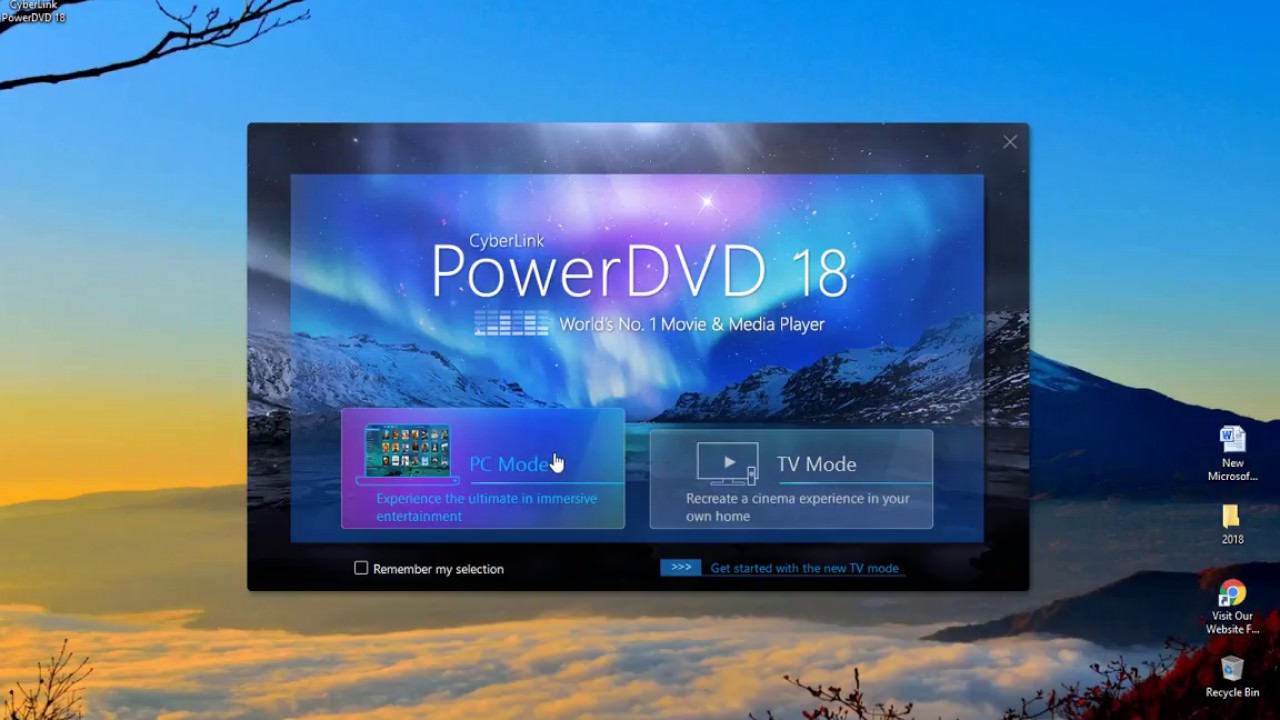 CyberLink
PowerDVD 18
CyberLink
PowerDVD 18
World's No. 1 Movie & Media Player
PC Mode
Experience the ultimate in immersive
entertainment
TV Mode
Recreate a cinema experience in your
own home
Remember my selection
>>> Get started with the new TV mode
New
Microsof...
2018
Visit Our
Website F...
Recycle Bin